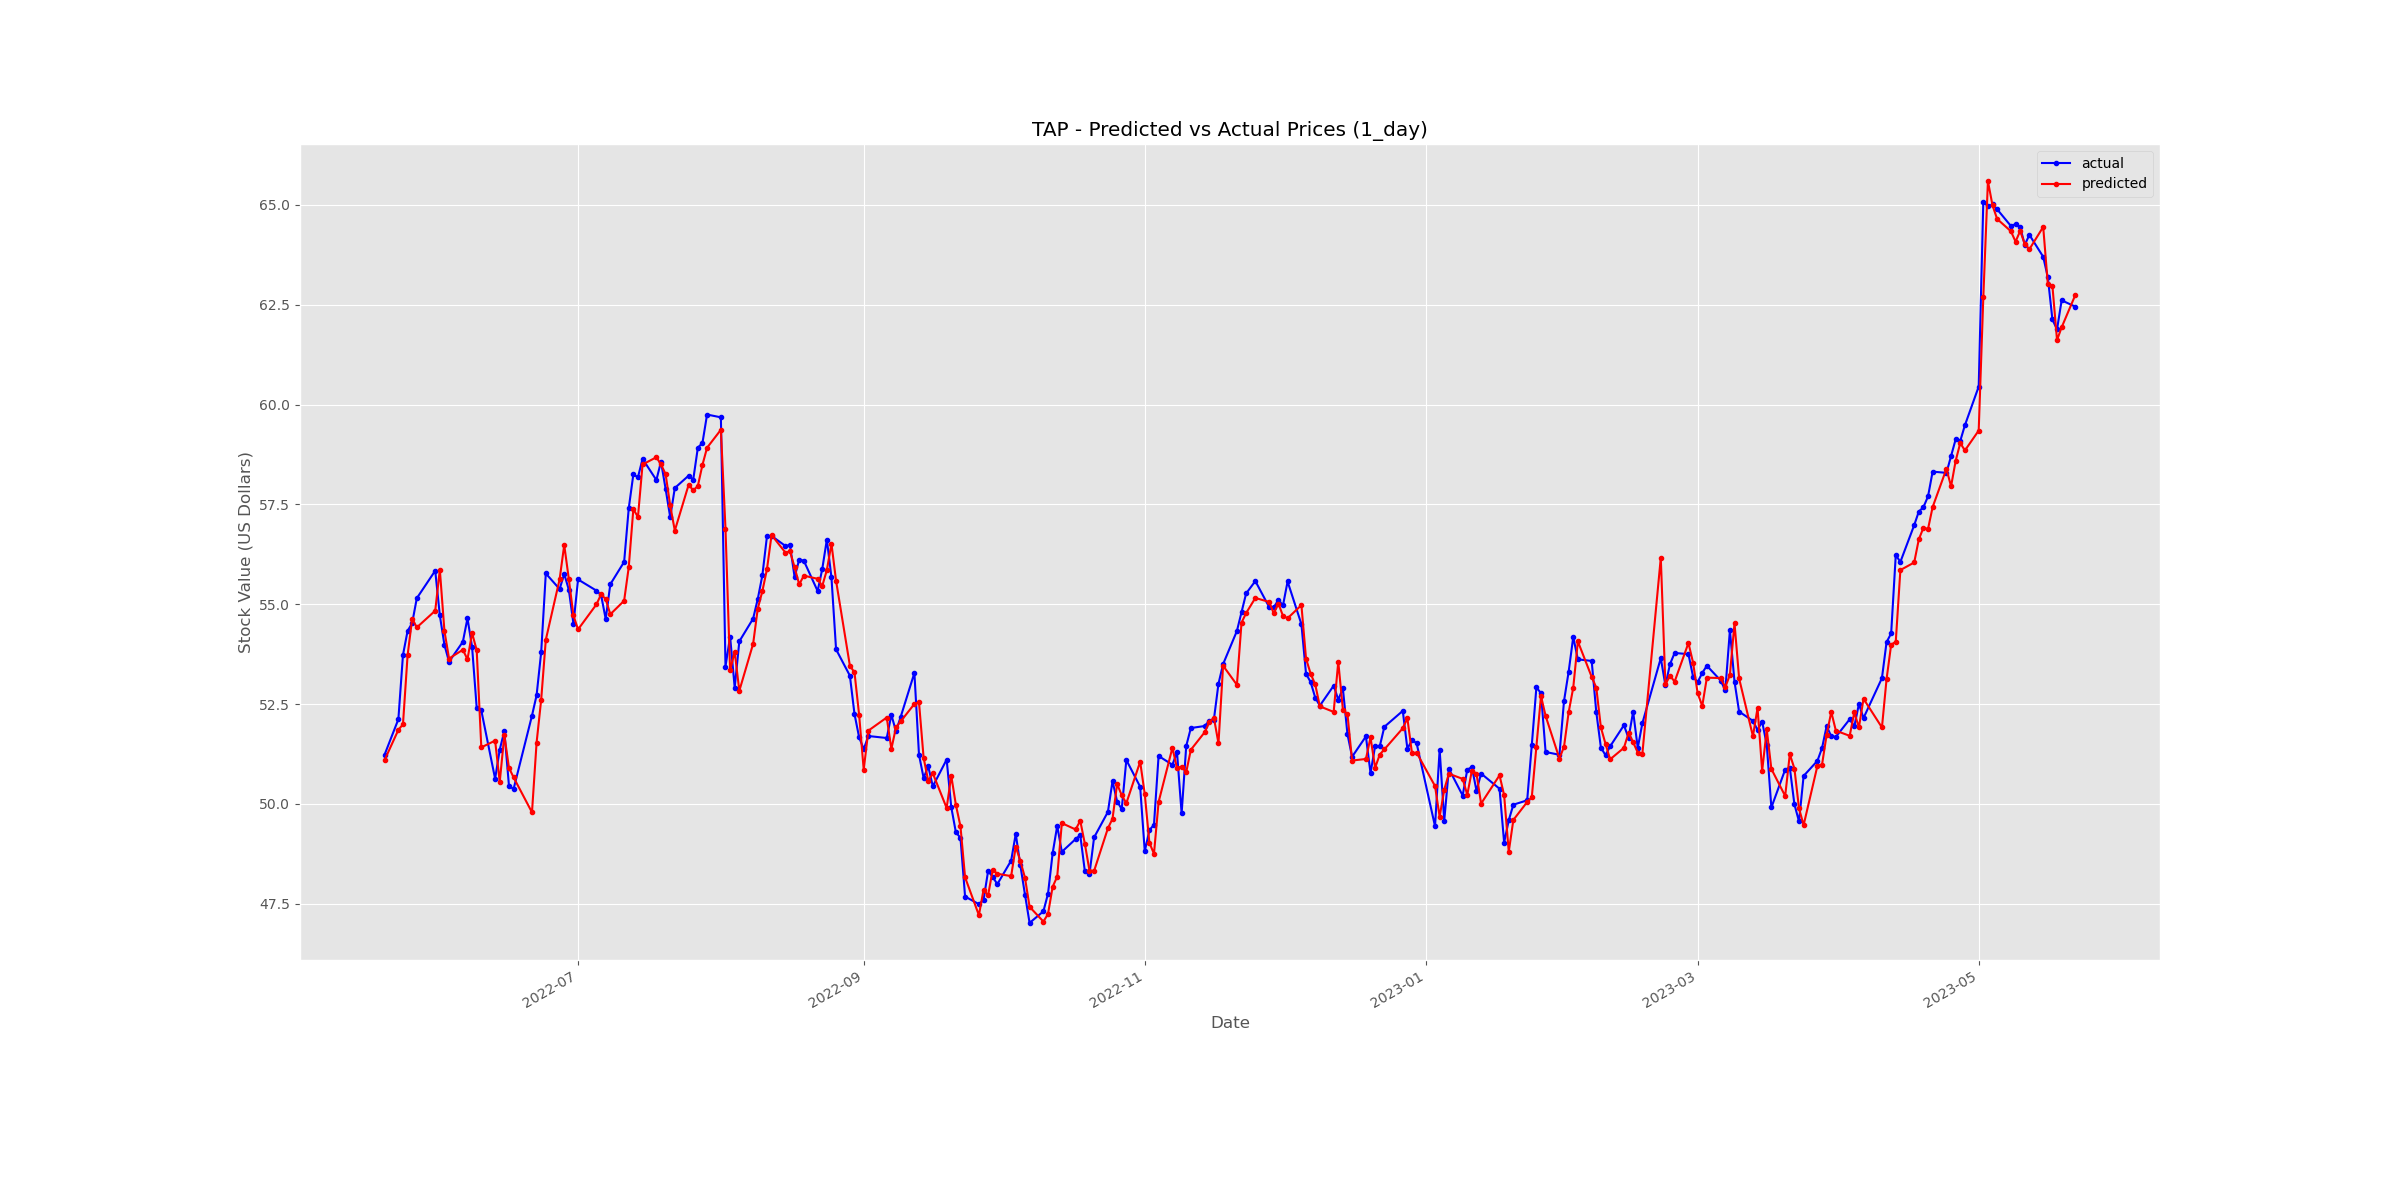 TAP - Predicted vs Actual Prices (1_day)
actual
predicted
Stock Value (US Dollars)
65.0
62.5
60.0
57.5
55.0
52.5
50.0
47.5
2022-07
2022-09
2022-11
2023-01
2023-03
2023-05
Date